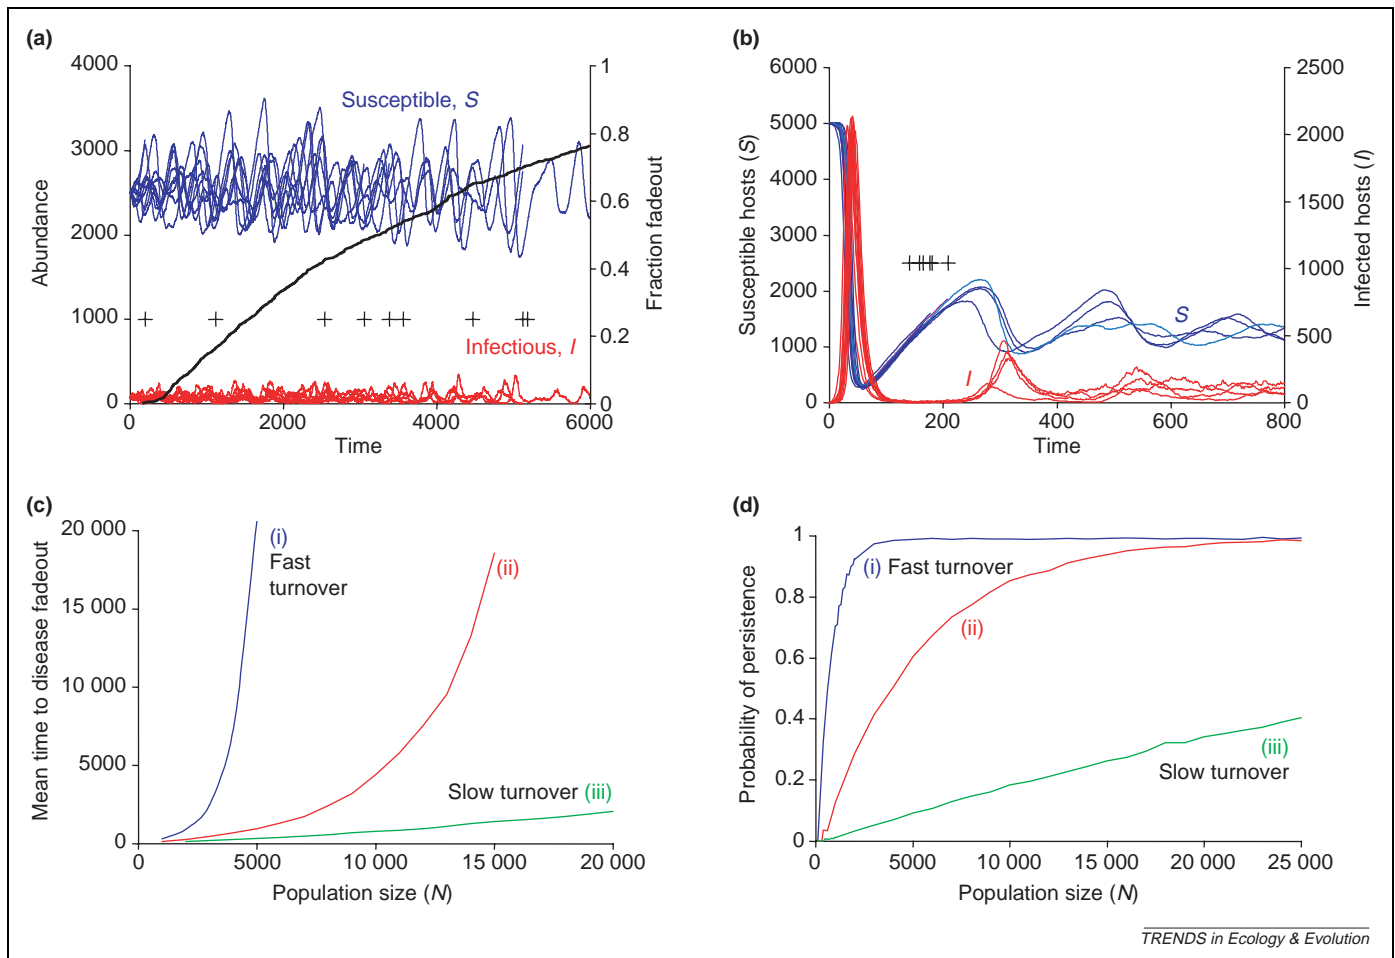 (a)
4000
3000
2000
1000
0
Abundance
0
2000
4000
6000
Time
1
0.8
0.6
0.4
0.2
0
Fraction fadeout
Susceptible, S
Infectious, I
(b)
6000
5000
4000
3000
2000
1000
0
Susceptible hosts (S)
0
200
400
600
800
Time
2500
2000
1500
1000
500
0
Infected hosts (I)
S
I
(c)
20 000
15 000
10 000
5000
0
Mean time to disease fadeout
0
5000
10 000
15 000
20 000
Population size (N)
(i)
Fast
turnover
(ii)
Slow turnover (iii)
(d)
1
0.8
0.6
0.4
0.2
0
Probability of persistence
0
5000
10 000
15 000
20 000
25 000
Population size (N)
(i) Fast turnover
(ii)
(iii)
Slow turnover
TRENDS in Ecology & Evolution